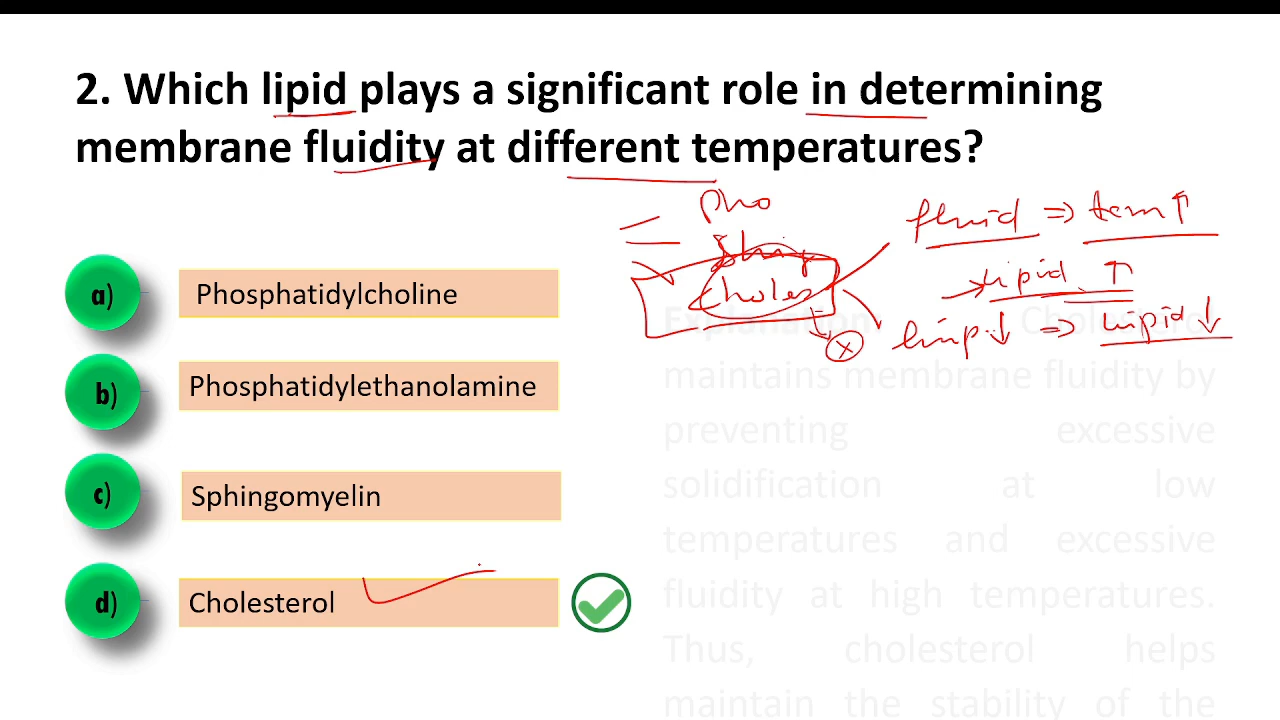 2. Which lipid plays a significant role in determining
membrane fluidity at different temperatures?
Pho
fluid ⇒ tem↑
a) Phosphatidylcholine
choles
→ lipid ↑
Explanation: Cholesterol
⇒ lipid ↓
maintains membrane fluidity by
b) Phosphatidylethanolamine
preventing excessive
solidification at low
c) Sphingomyelin
temperatures and excessive
fluidity at high temperatures.
d) Cholesterol
Thus, cholesterol helps
maintain the stability of the